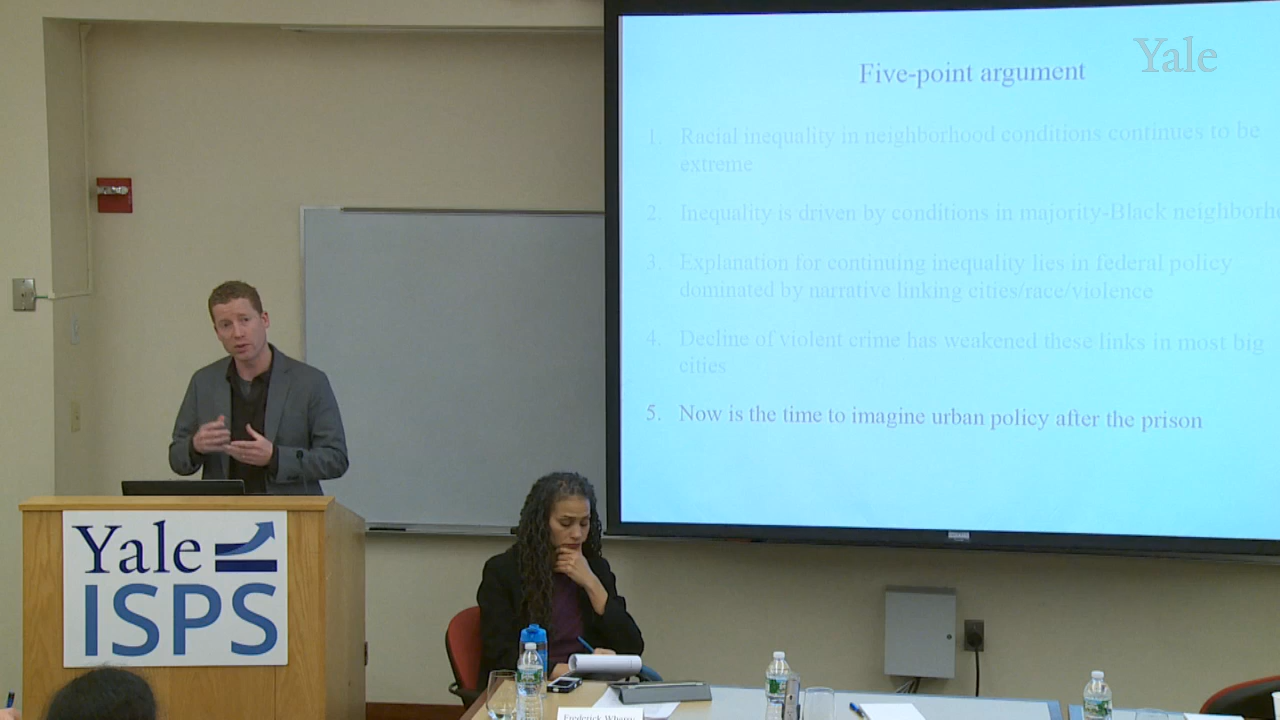 Yale
Five-point argument
1. Racial inequality in neighborhood conditions continues to be
extreme
2. Inequality is driven by conditions in majority-Black
3. Explanation for continuing inequality lies in federal policy
dominated by narrative linking cities/race/violence
4. Decline of violent crime has weakened these links in most big
cities
5. Now is the time to imagine urban policy after the prison
Yale
ISPS
Frederick